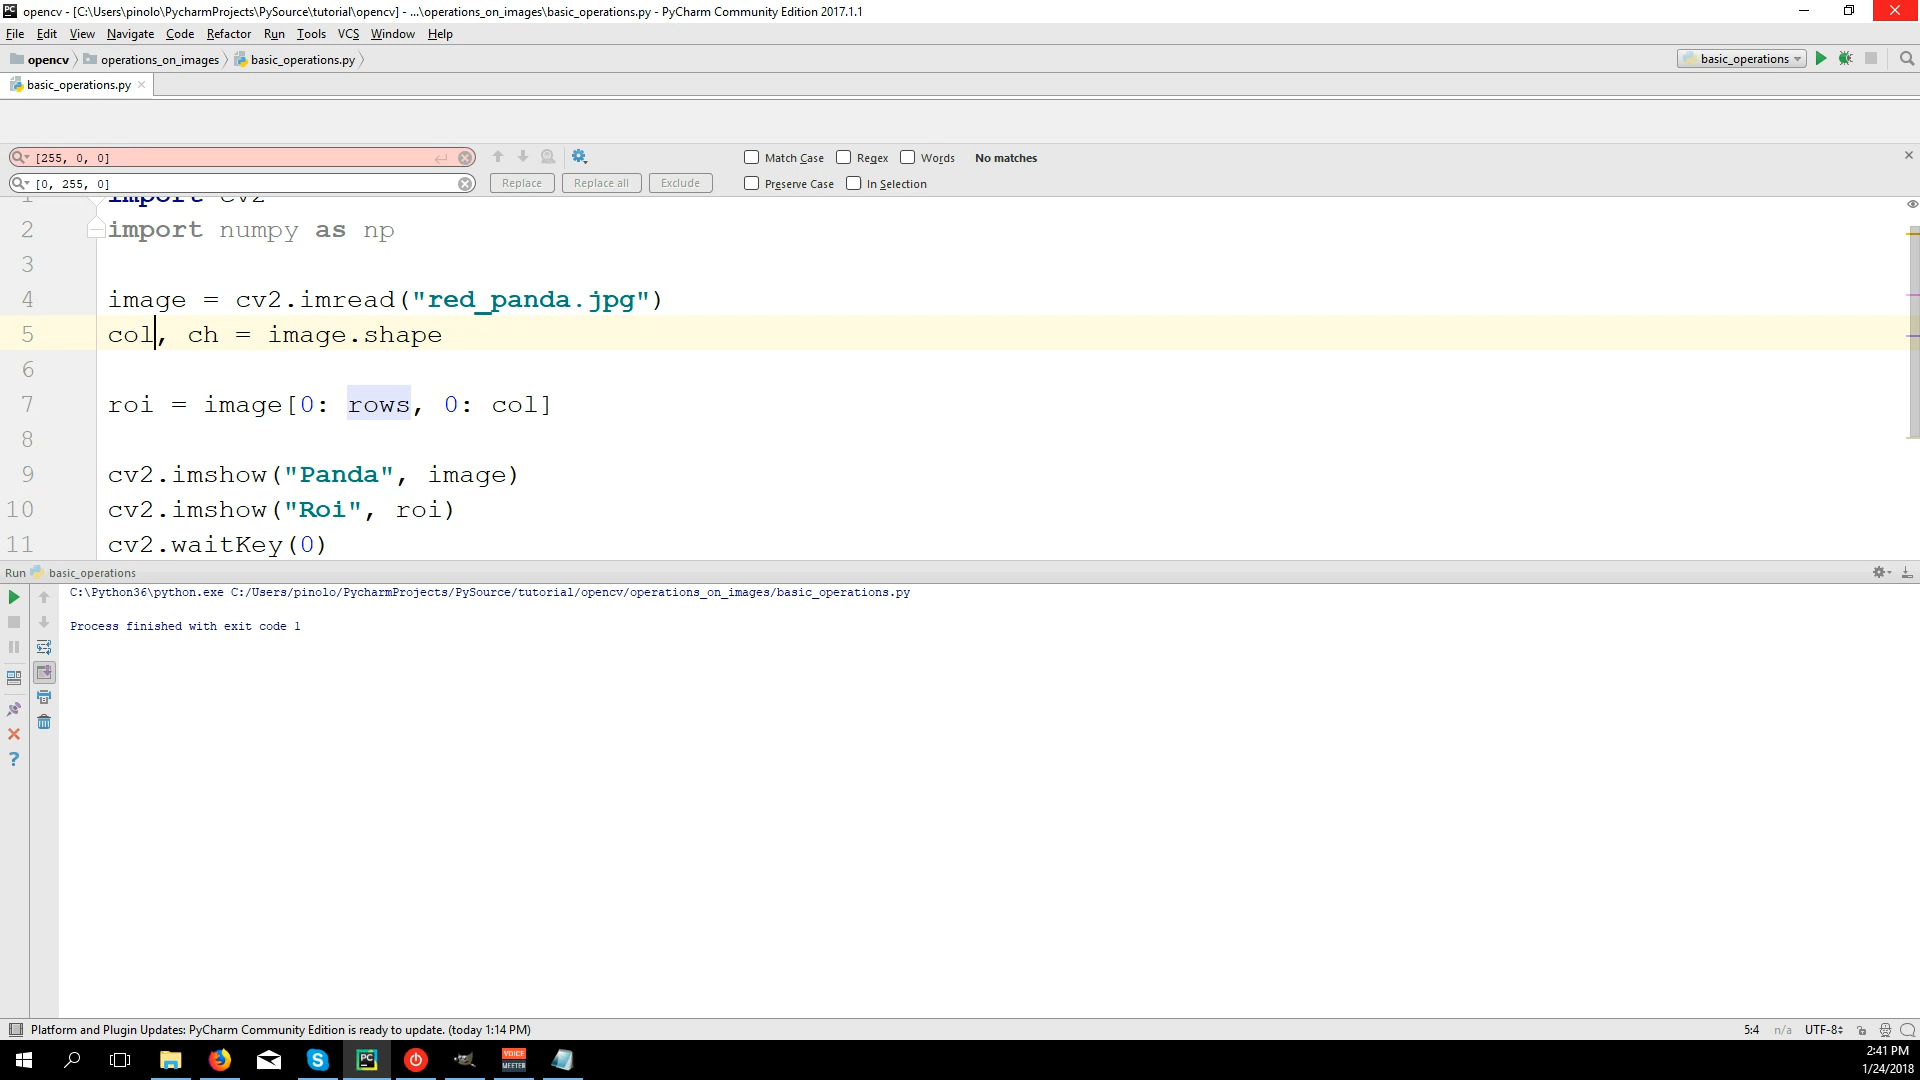 opencv - [C:\Users\pinolo\PycharmProjects\PySource\tutorial\opencv] - ...\operations_on_images\basic_operations.py - PyCharm Community Edition 2017.1.1
File Edit View Navigate Code Refactor Run Tools VCS Window Help
opencv operations_on_images basic_operations.py basic_operations
basic_operations.py
[255, 0, 0] Match Case Regex Words No matches
[0, 255, 0] Replace Replace all Exclude Preserve Case In Selection
1 import cv2
2 import numpy as np
3
4 image = cv2.imread("red_panda.jpg")
5 col, ch = image.shape
6
7 roi = image[0: rows, 0: col]
8
9 cv2.imshow("Panda", image)
10 cv2.imshow("Roi", roi)
11 cv2.waitKey(0)
Run basic_operations
C:\Python36\python.exe C:/Users/pinolo/PycharmProjects/PySource/tutorial/opencv/operations_on_images/basic_operations.py
Process finished with exit code 1
Platform and Plugin Updates: PyCharm Community Edition is ready to update. (today 1:14 PM) 5:4 n/a UTF-8
PC VOICE MEETER
2:41 PM
1/24/2018